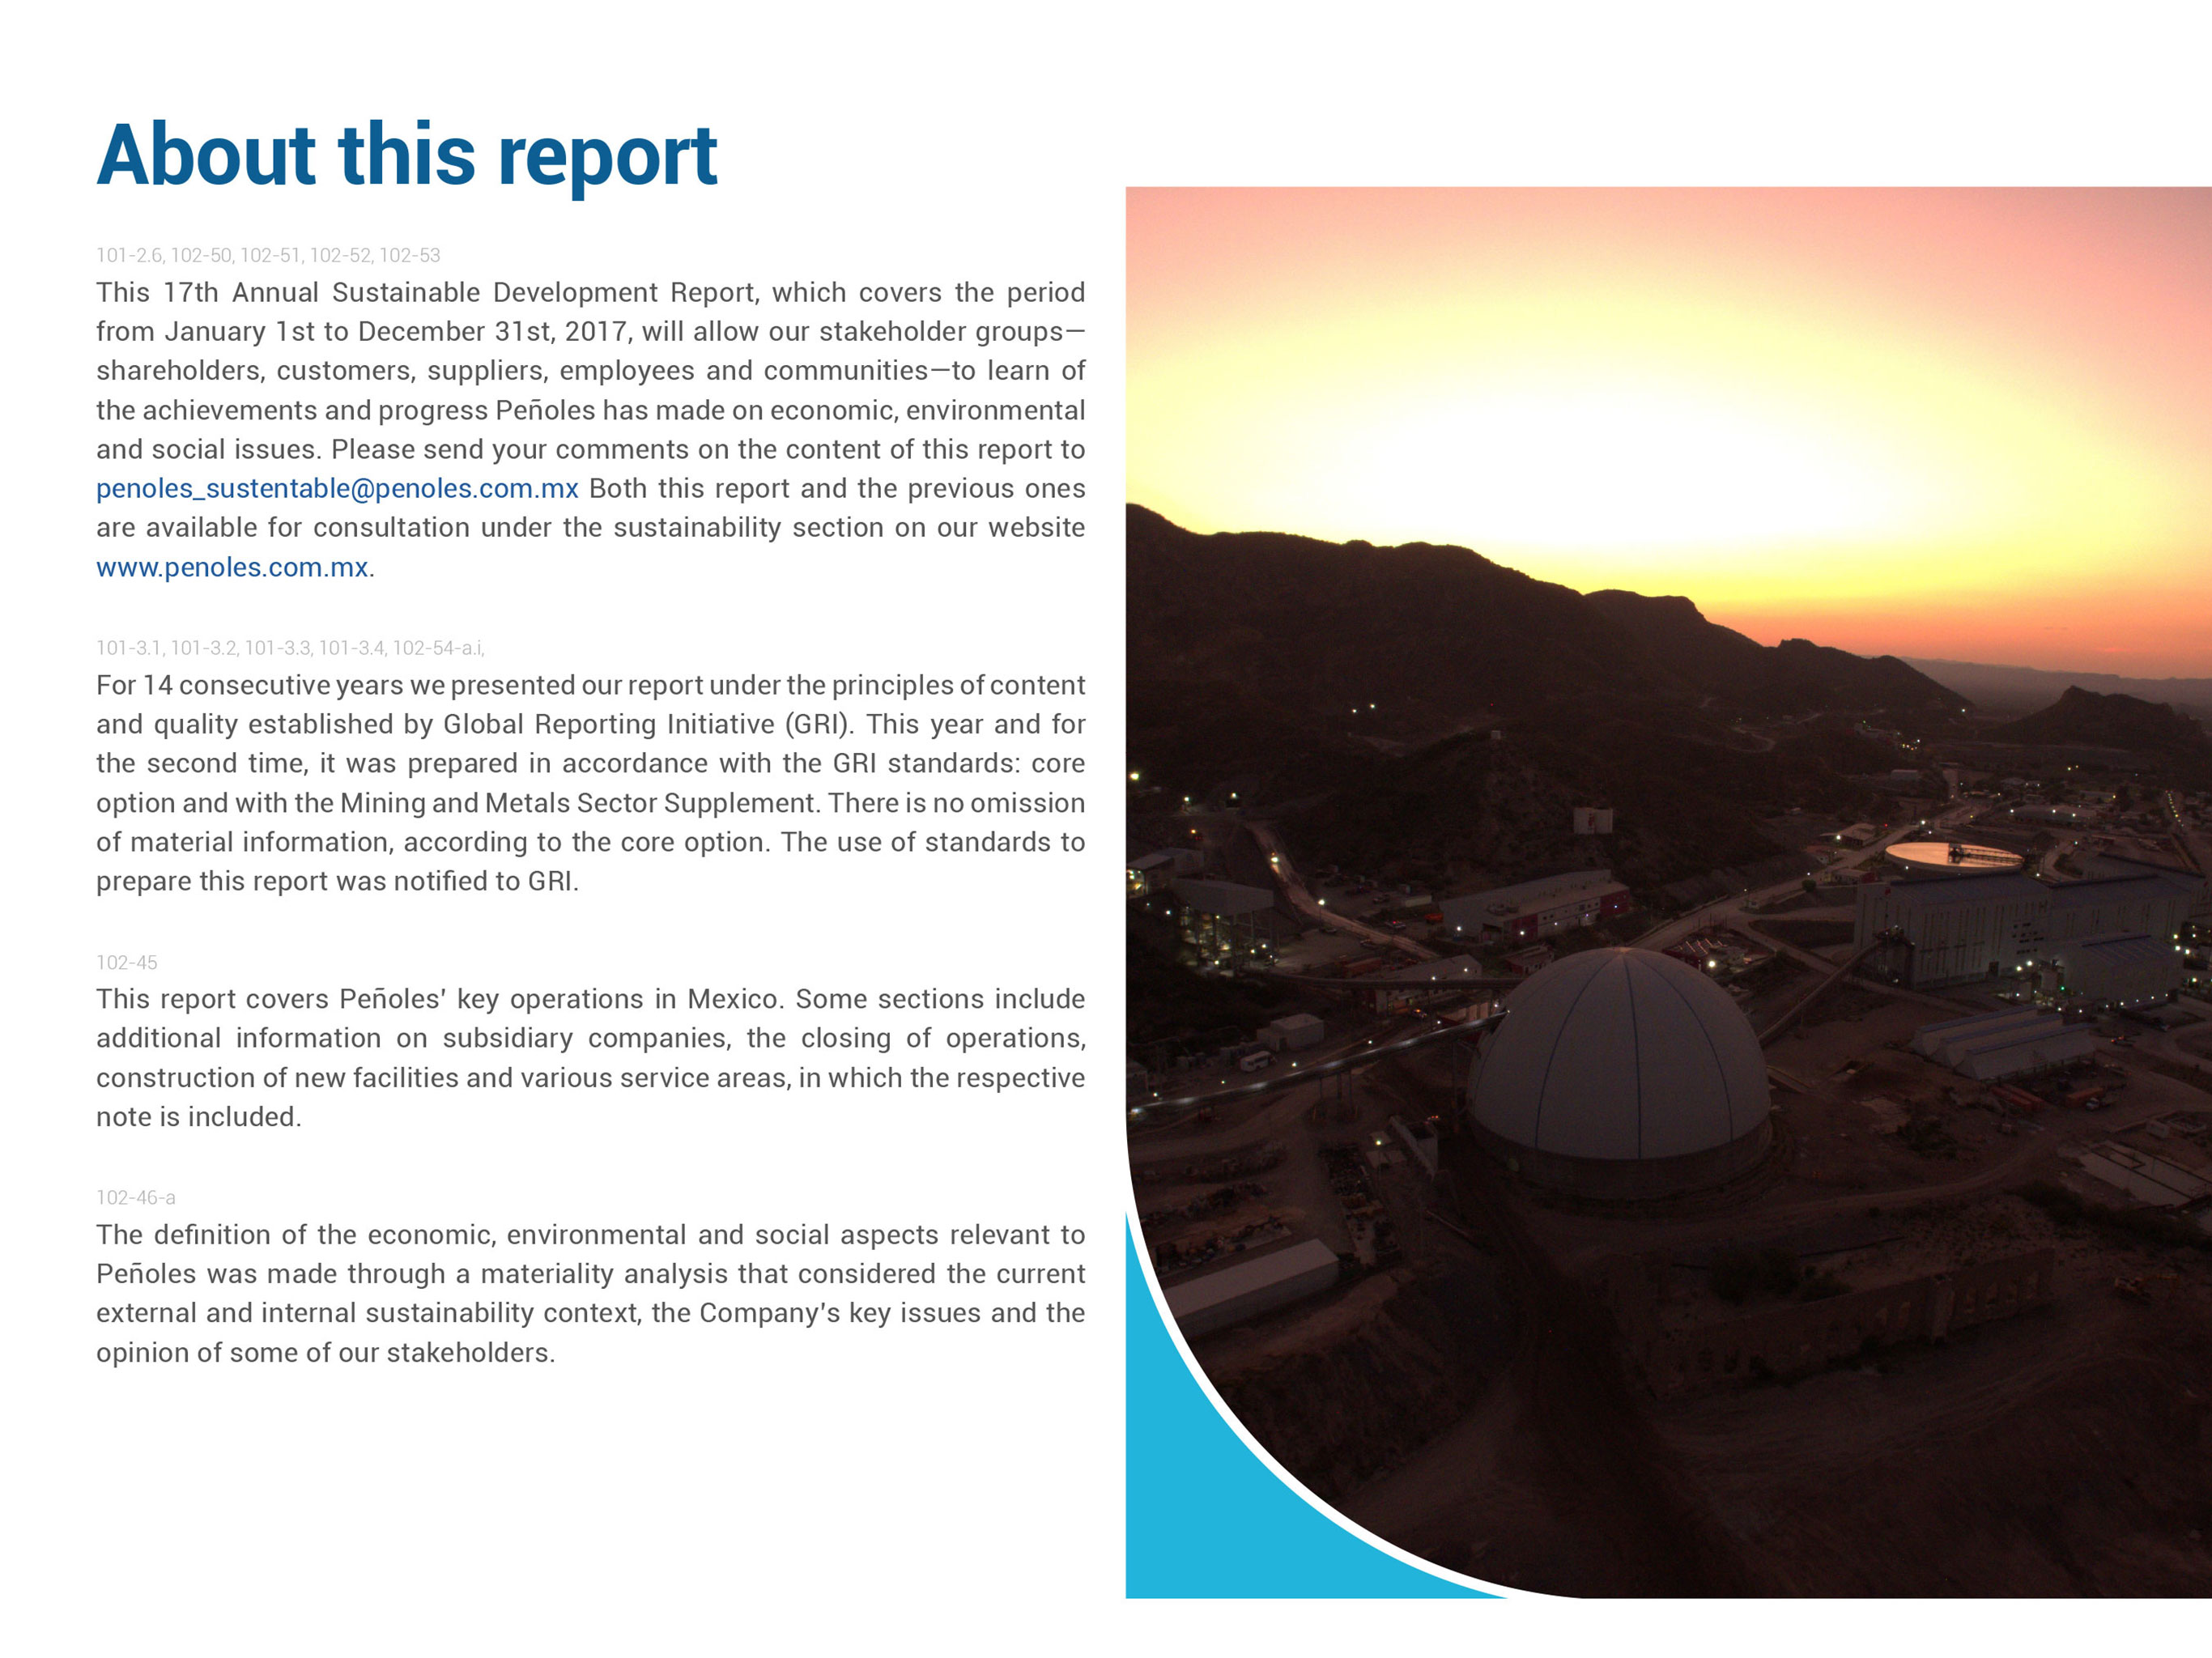 About this report
101-2.6, 102-50, 102-51, 102-52, 102-53
This 17th Annual Sustainable Development Report, which covers the period
from January 1st to December 31st, 2017, will allow our stakeholder groups—
shareholders, customers, suppliers, employees and communities—to learn of
the achievements and progress Peñoles has made on economic, environmental
and social issues. Please send your comments on the content of this report to
penoles_sustentable@penoles.com.mx Both this report and the previous ones
are available for consultation under the sustainability section on our website
www.penoles.com.mx.
101-3.1, 101-3.2, 101-3.3, 101-3.4, 102-54-a.i,
For 14 consecutive years we presented our report under the principles of content
and quality established by Global Reporting Initiative (GRI). This year and for
the second time, it was prepared in accordance with the GRI standards: core
option and with the Mining and Metals Sector Supplement. There is no omission
of material information, according to the core option. The use of standards to
prepare this report was notified to GRI.
102-45
This report covers Peñoles’ key operations in Mexico. Some sections include
additional information on subsidiary companies, the closing of operations,
construction of new facilities and various service areas, in which the respective
note is included.
102-46-a
The definition of the economic, environmental and social aspects relevant to
Peñoles was made through a materiality analysis that considered the current
external and internal sustainability context, the Company's key issues and the
opinion of some of our stakeholders.